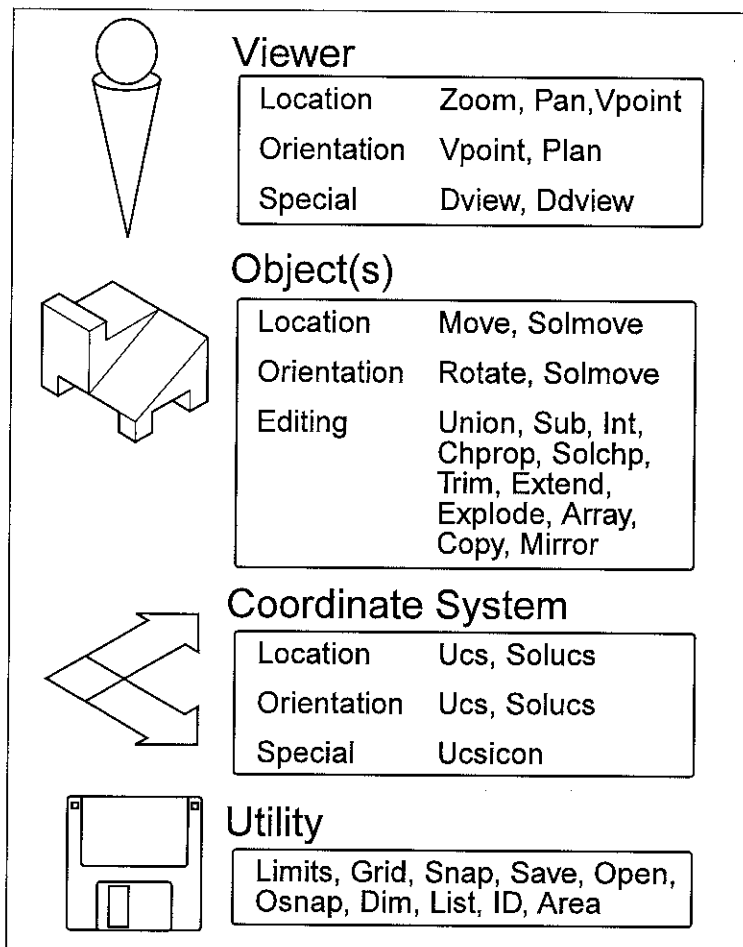 Viewer
Location Zoom, Pan,Vpoint
Orientation Vpoint, Plan
Special Dview, Ddview
Object(s)
Location Move, Solmove
Orientation Rotate, Solmove
Editing Union, Sub, Int,
Chprop, Solchp,
Trim, Extend,
Explode, Array,
Copy, Mirror
Coordinate System
Location Ucs, Solucs
Orientation Ucs, Solucs
Special Ucsicon
Utility
Limits, Grid, Snap, Save, Open,
Osnap, Dim, List, ID, Area